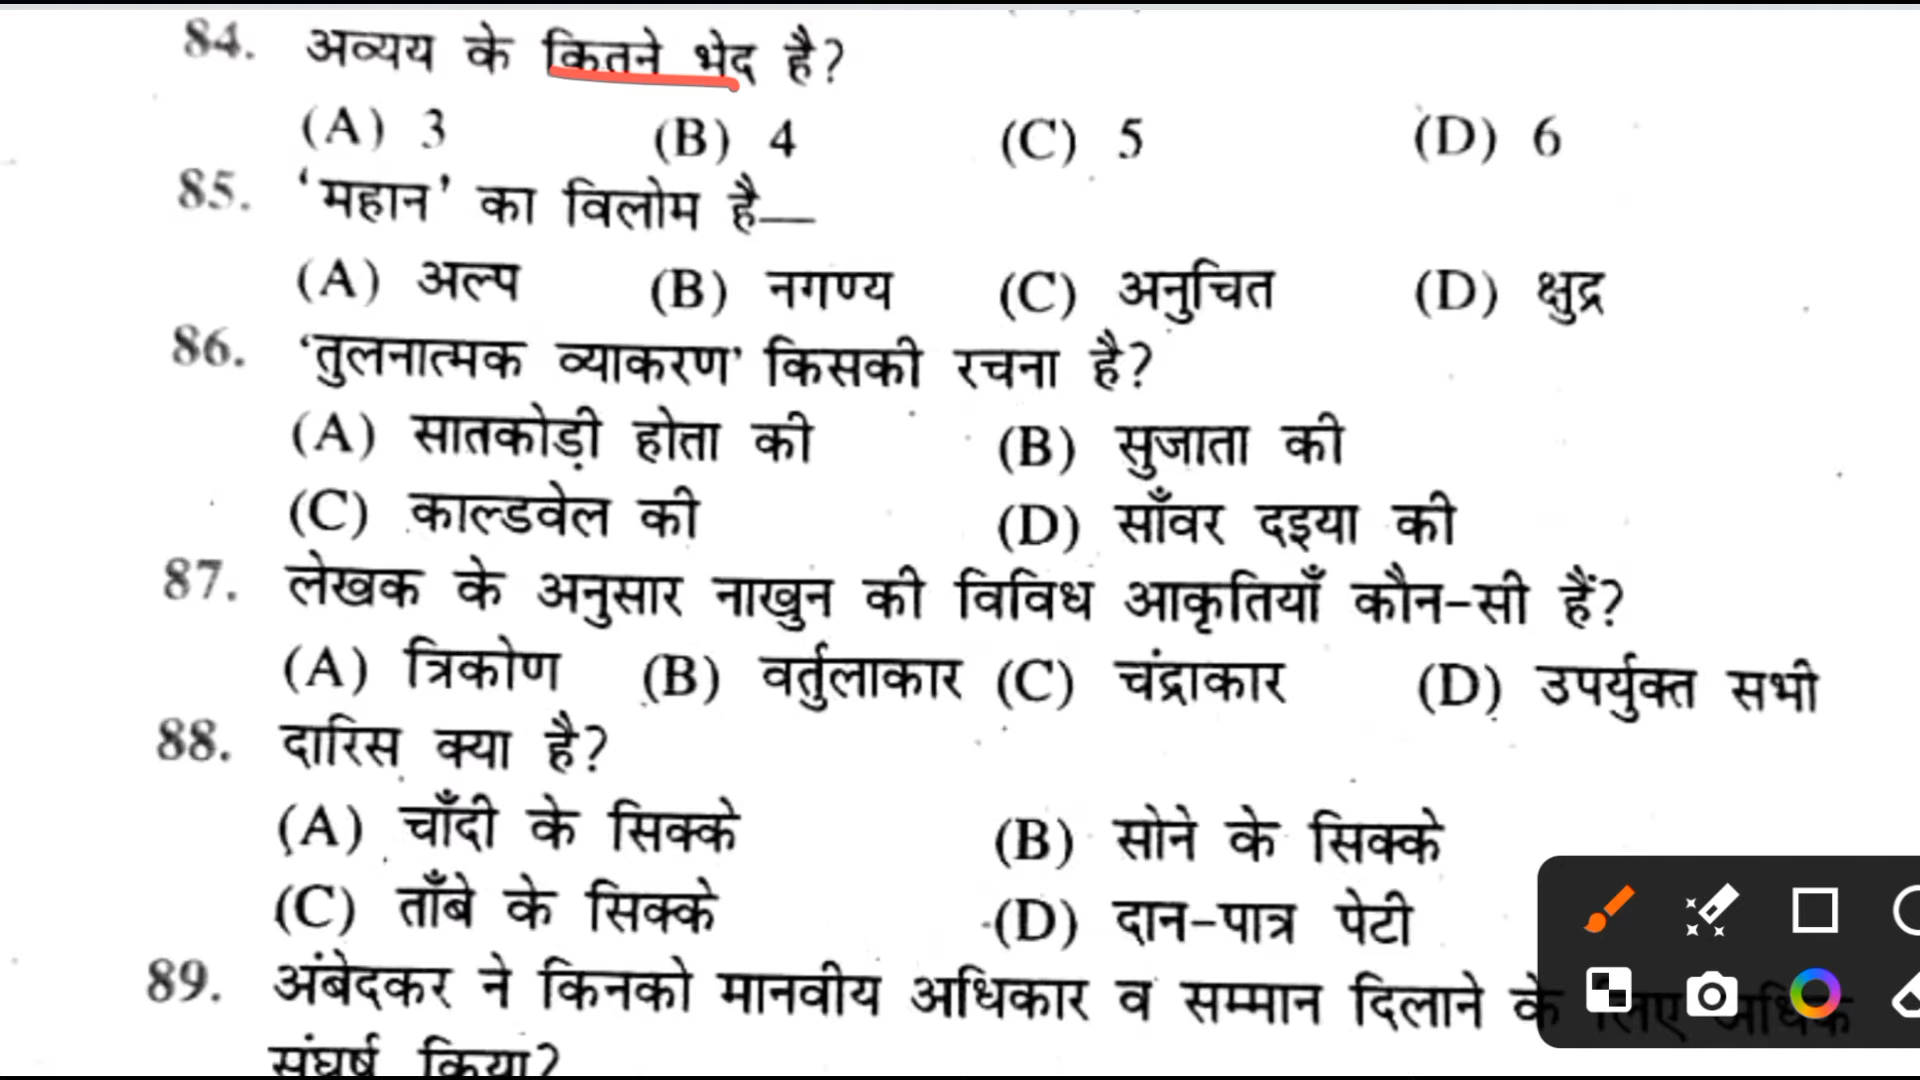 84. अव्यय के कितने भेद है?
(A) 3 (B) 4 (C) 5 (D) 6
85. ‘महान’ का विलोम है—
(A) अल्प (B) नगण्य (C) अनुचित (D) क्षुद्र
86. ‘तुलनात्मक व्याकरण’ किसकी रचना है?
(A) सातकोड़ी होता की (B) सुजाता की
(C) काल्डवेल की (D) साँवर दइया की
87. लेखक के अनुसार नाखुन की विविध आकृतियाँ कौन-सी हैं?
(A) त्रिकोण (B) वर्तुलाकार (C) चंद्राकार (D) उपर्युक्त सभी
88. दारिस क्या है?
(A) चाँदी के सिक्के (B) सोने के सिक्के
(C) ताँबे के सिक्के (D) दान-पात्र पेटी
89. अंबेदकर ने किनको मानवीय अधिकार व सम्मान दिलाने के लिए अधिक
संघर्ष किया?